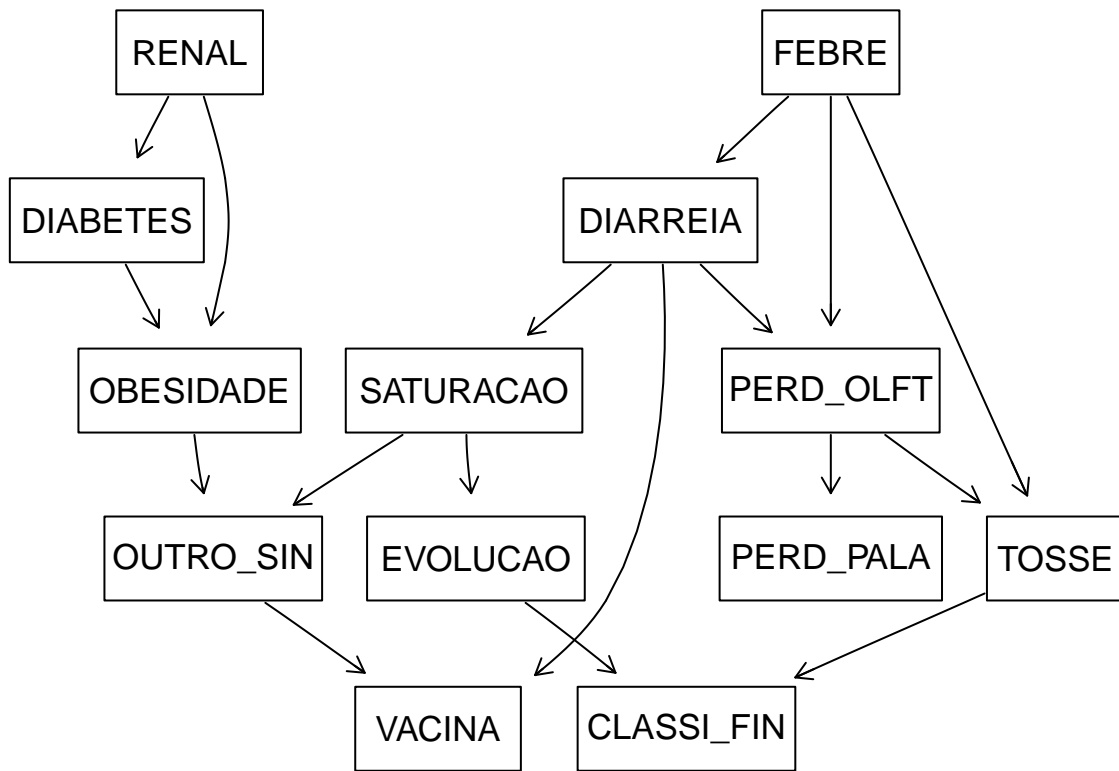 RENAL
FEBRE
DIABETES
DIARREIA
OBESIDADE
SATURACAO
PERD_OLFT
OUTRO_SIN
EVOLUCAO
PERD_PALA
TOSSE
VACINA
CLASSI_FIN